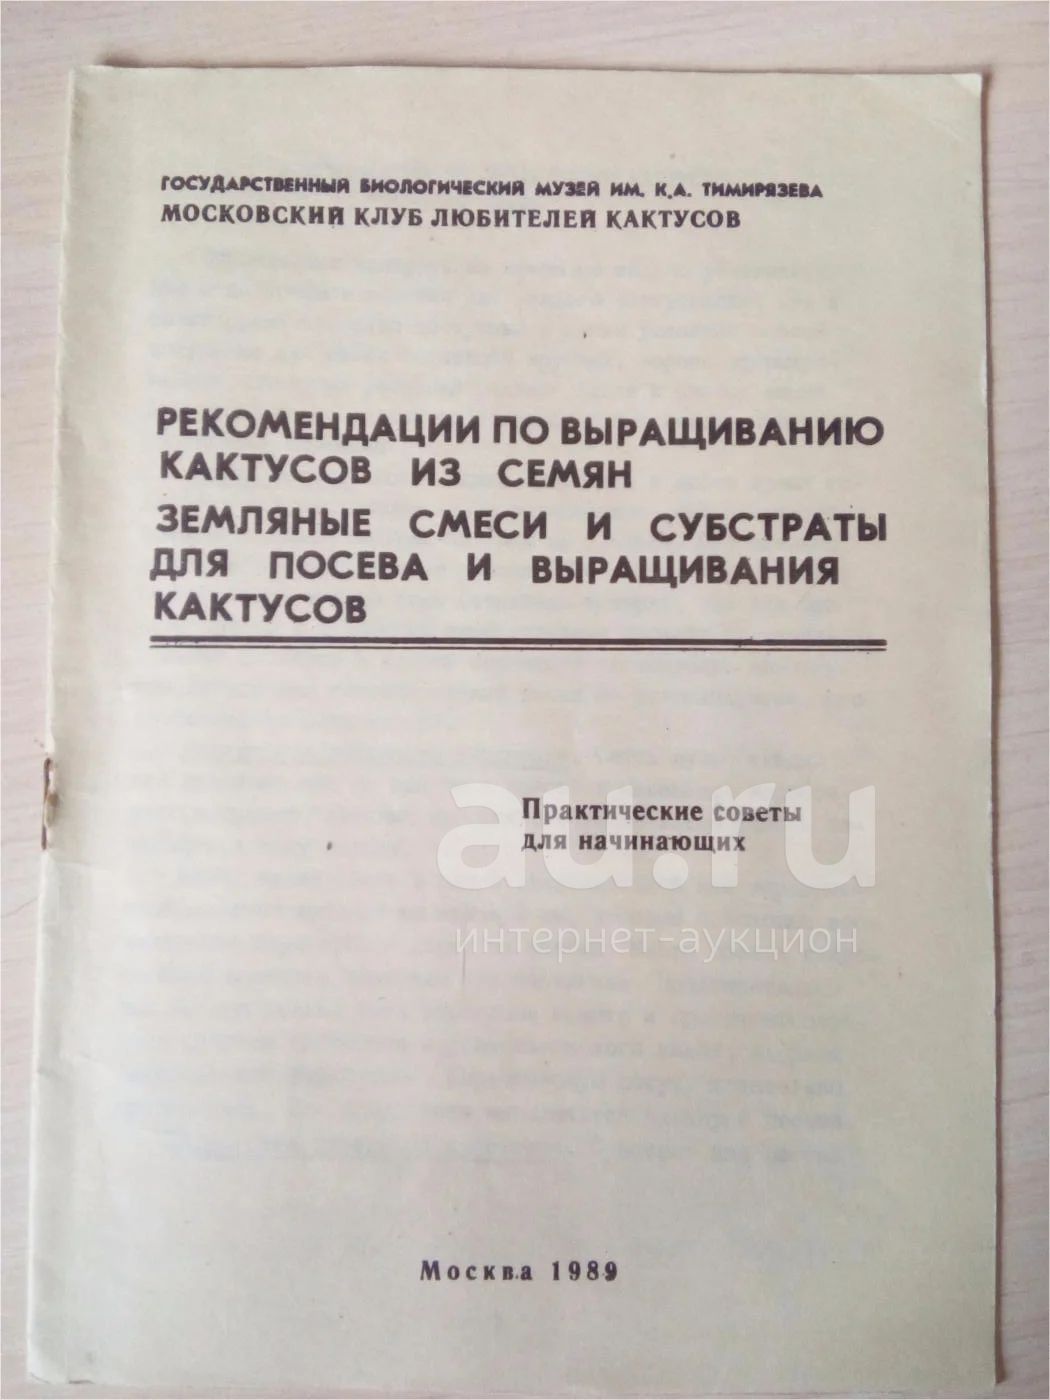 ГОСУДАРСТВЕННЫЙ БИОЛОГИЧЕСКИЙ МУЗЕЙ ИМ. К.А. ТИМИРЯЗЕВА
МОСКОВСКИЙ КЛУБ ЛЮБИТЕЛЕЙ КАКТУСОВ
РЕКОМЕНДАЦИИ ПО ВЫРАЩИВАНИЮ
КАКТУСОВ ИЗ СЕМЯН
ЗЕМЛЯНЫЕ СМЕСИ И СУБСТРАТЫ
ДЛЯ ПОСЕВА И ВЫРАЩИВАНИЯ
КАКТУСОВ
Практические советы
для начинающих
au.ru
интернет-аукцион
Москва 1989